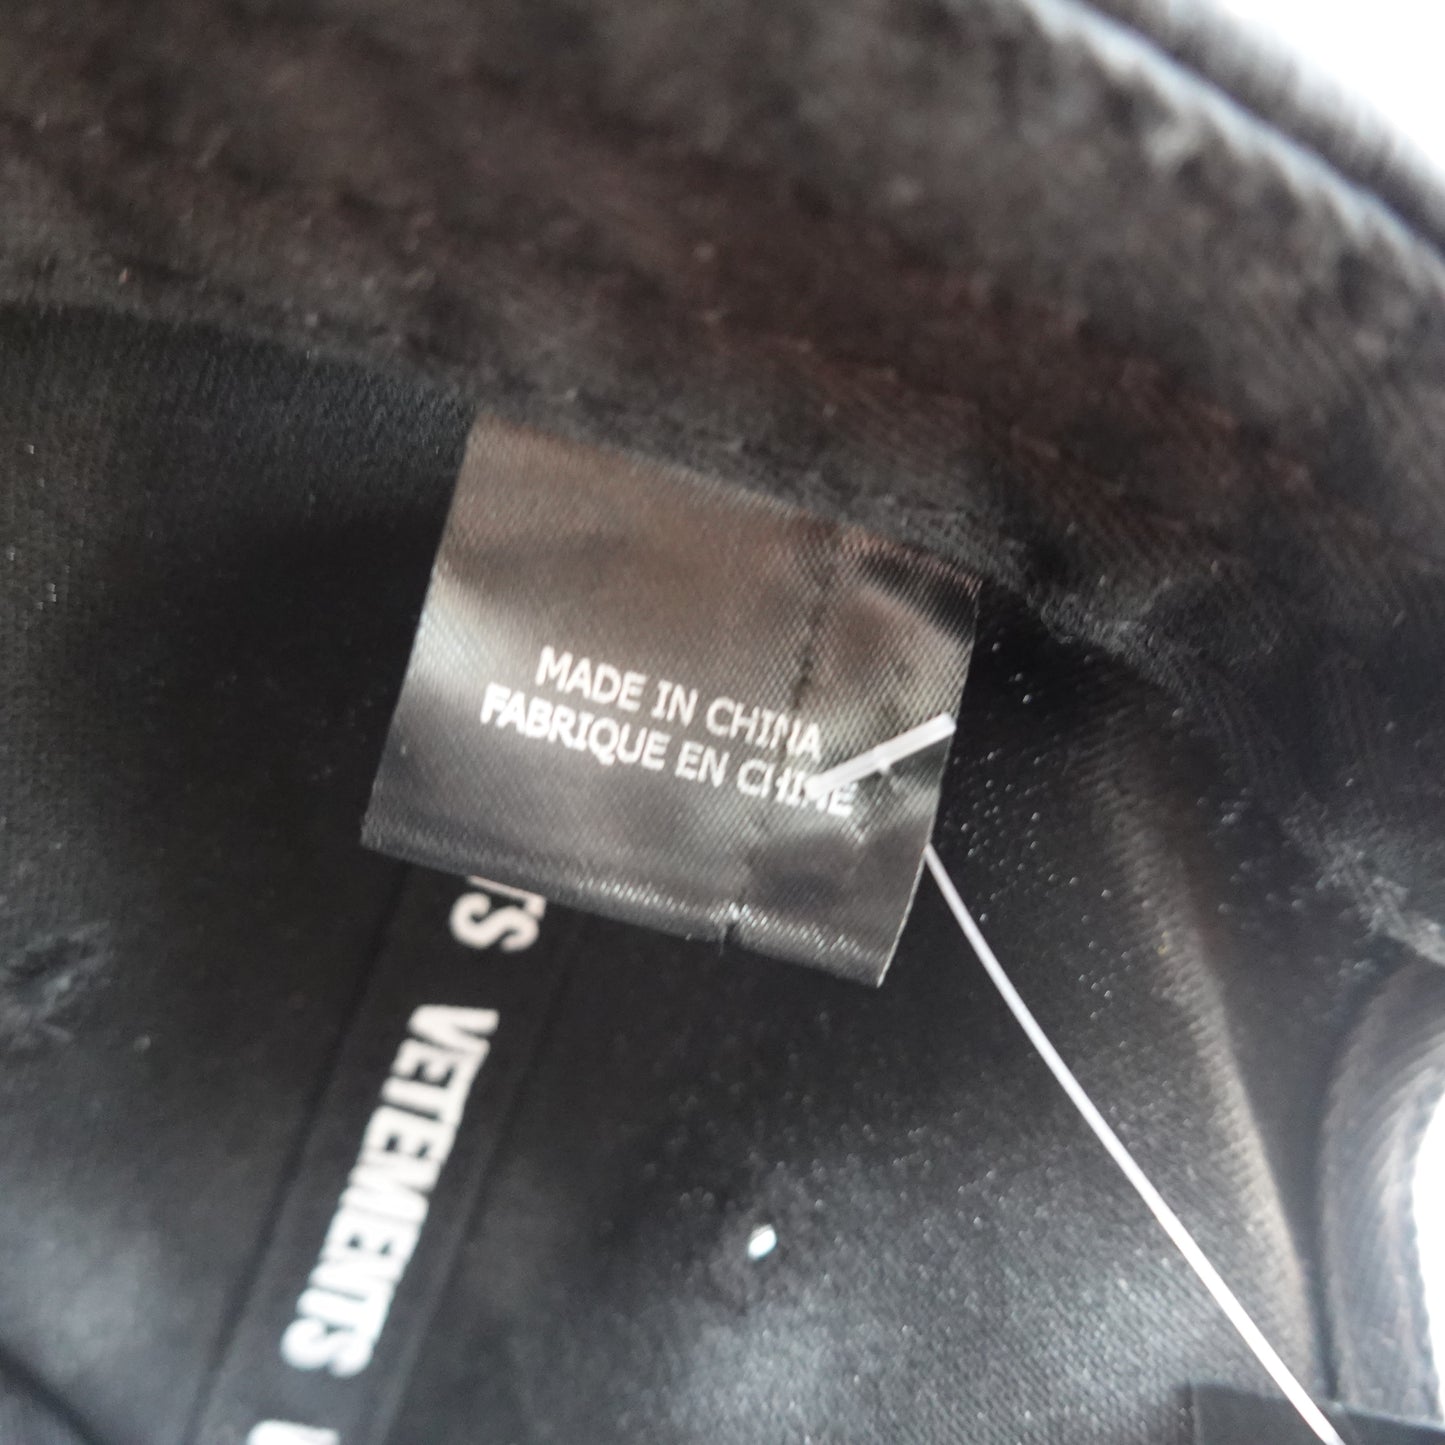 MADE IN CHINA
FABRIQUE EN CHINE
VETEMENTS